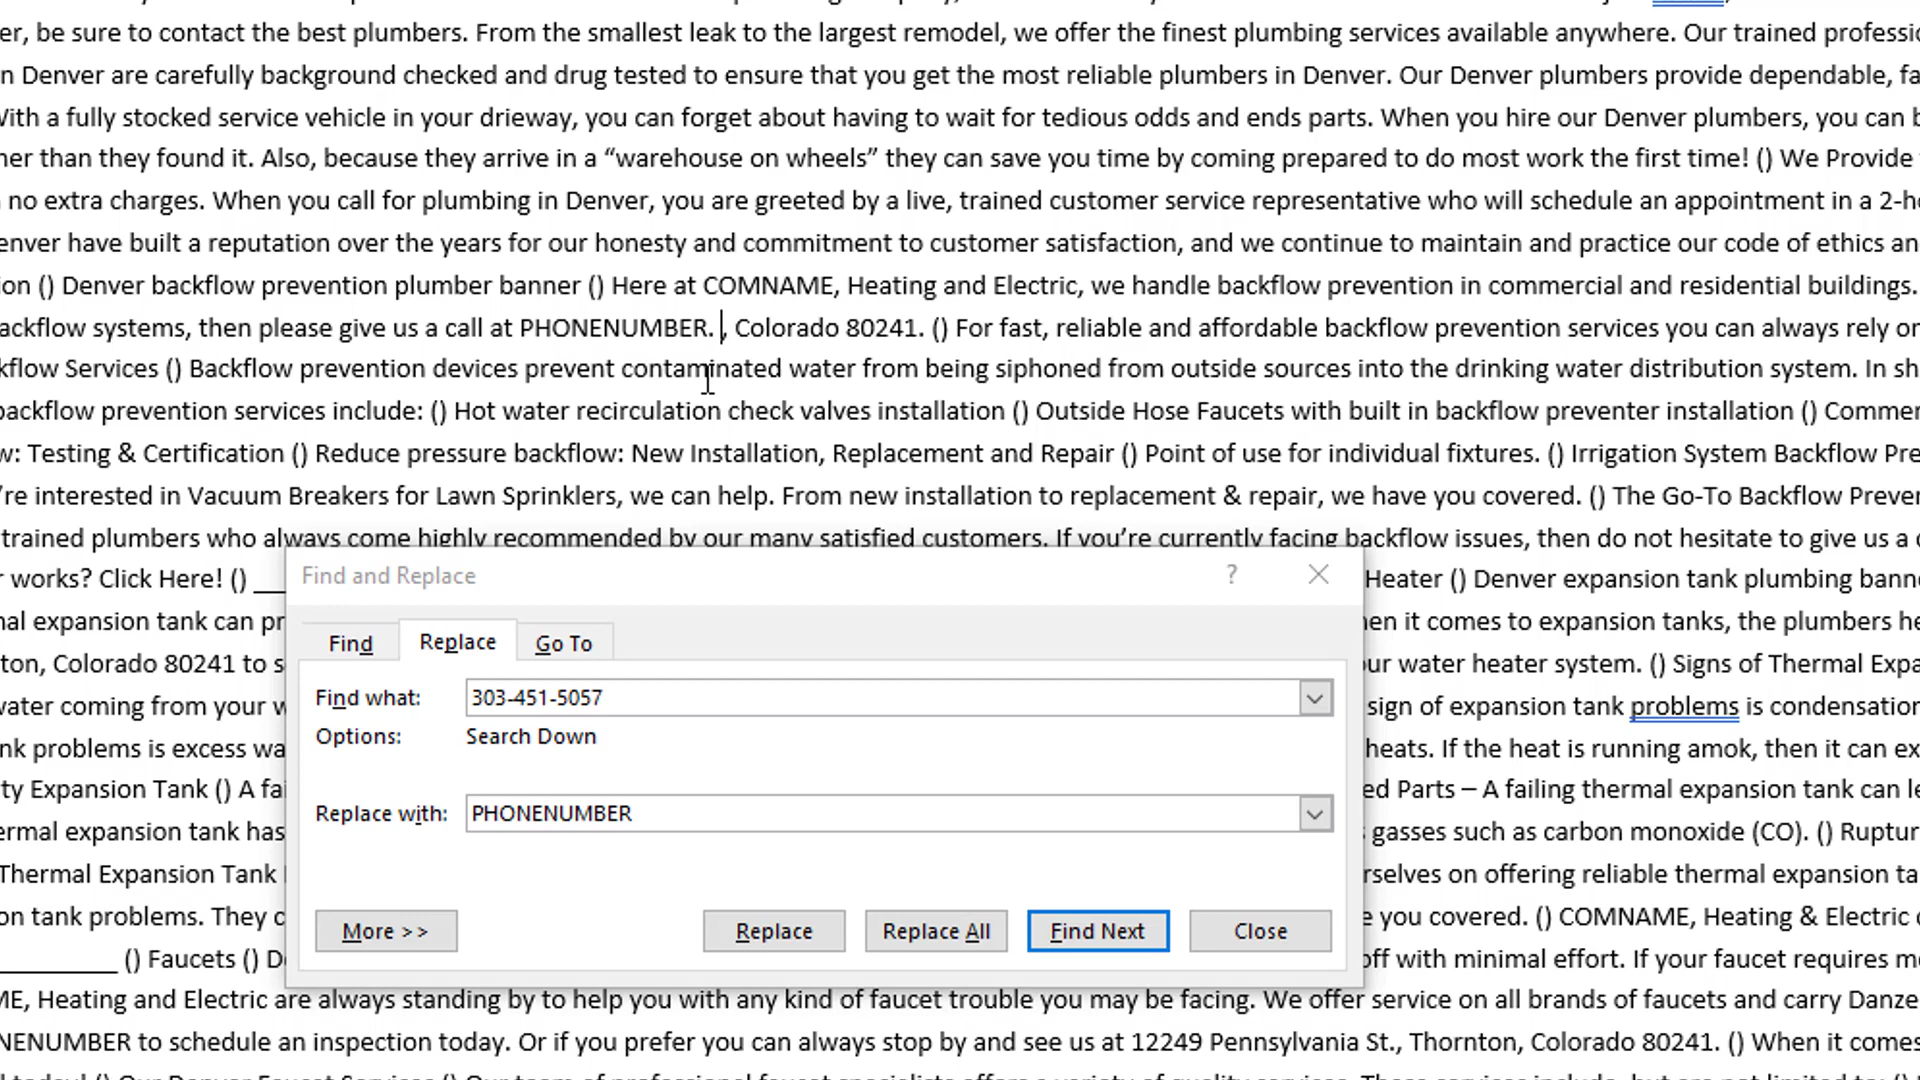 er, be sure to contact the best plumbers. From the smallest leak to the largest remodel, we offer the finest plumbing services available anywhere. Our trained professi
n Denver are carefully background checked and drug tested to ensure that you get the most reliable plumbers in Denver. Our Denver plumbers provide dependable, fa
With a fully stocked service vehicle in your drieway, you can forget about having to wait for tedious odds and ends parts. When you hire our Denver plumbers, you can b
her than they found it. Also, because they arrive in a “warehouse on wheels” they can save you time by coming prepared to do most work the first time! () We Provide
no extra charges. When you call for plumbing in Denver, you are greeted by a live, trained customer service representative who will schedule an appointment in a 2-h
enver have built a reputation over the years for our honesty and commitment to customer satisfaction, and we continue to maintain and practice our code of ethics an
ion () Denver backflow prevention plumber banner () Here at COMNAME, Heating and Electric, we handle backflow prevention in commercial and residential buildings.
ackflow systems, then please give us a call at PHONENUMBER. , Colorado 80241. () For fast, reliable and affordable backflow prevention services you can always rely or
kflow Services () Backflow prevention devices prevent contaminated water from being siphoned from outside sources into the drinking water distribution system. In sh
backflow prevention services include: () Hot water recirculation check valves installation () Outside Hose Faucets with built in backflow preventer installation () Commer
w: Testing & Certification () Reduce pressure backflow: New Installation, Replacement and Repair () Point of use for individual fixtures. () Irrigation System Backflow Pre
're interested in Vacuum Breakers for Lawn Sprinklers, we can help. From new installation to replacement & repair, we have you covered. () The Go-To Backflow Prever
trained plumbers who always come highly recommended by our many satisfied customers. If you’re currently facing backflow issues, then do not hesitate to give us a c
r works? Click Here! () __ Heater () Denver expansion tank plumbing bann
nal expansion tank can pr en it comes to expansion tanks, the plumbers he
ton, Colorado 80241 to s ur water heater system. () Signs of Thermal Expa
water coming from your w sign of expansion tank problems is condensation
nk problems is excess wa heats. If the heat is running amok, then it can ex
ty Expansion Tank () A fai ed Parts – A failing thermal expansion tank can le
ermal expansion tank has gasses such as carbon monoxide (CO). () Ruptur
Thermal Expansion Tank rselves on offering reliable thermal expansion ta
on tank problems. They c e you covered. () COMNAME, Heating & Electric
_________ () Faucets () D off with minimal effort. If your faucet requires m
ME, Heating and Electric are always standing by to help you with any kind of faucet trouble you may be facing. We offer service on all brands of faucets and carry Danze
NENUMBER to schedule an inspection today. Or if you prefer you can always stop by and see us at 12249 Pennsylvania St., Thornton, Colorado 80241. () When it comes
Find and Replace ?
Find Replace Go To
Find what: 303-451-5057
Options: Search Down
Replace with: PHONENUMBER
More >> Replace Replace All Find Next Close